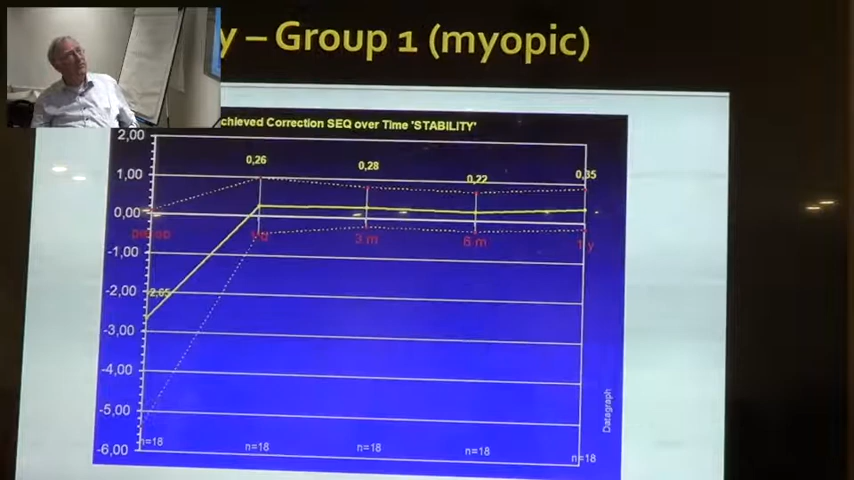 y – Group 1 (myopic)
chieved Correction SEQ over Time 'STABILITY'
2,00
1,00
0,00
-1,00
-2,00
-3,00
-4,00
-5,00
-6,00
0,26
0,28
0,22
0,35
-2,65
3 m
6 m
1 y
n=18
n=18
n=18
n=18
n=18
Datagraph